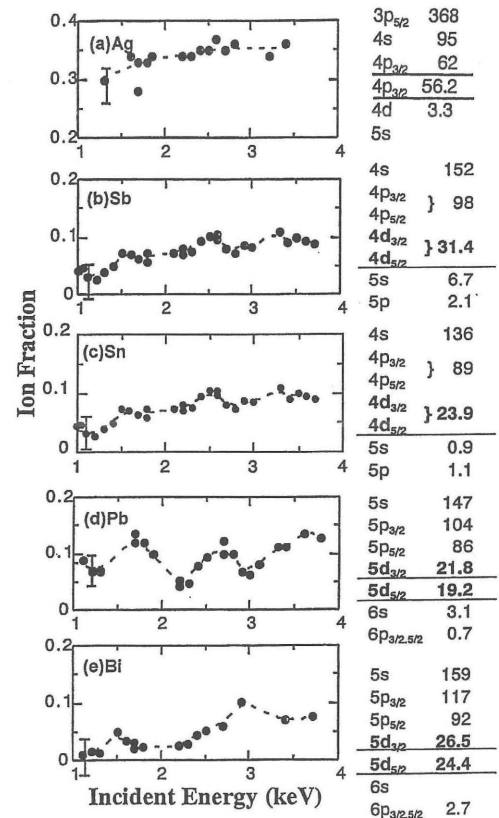 Ion Fraction
0.4
0.3
0.2
(a)Ag
1 2 3 4
3p5/2 368
4s 95
4p3/2 62
4p3/2 56.2
4d 3.3
5s
0.2
0.1
0
(b)Sb
1 2 3 4
4s 152
4p3/2
4p5/2 } 98
4d3/2
4d5/2 } 31.4
5s 6.7
5p 2.1
0.2
0.1
0
(c)Sn
1 2 3 4
4s 136
4p3/2
4p5/2 } 89
4d3/2
4d5/2 } 23.9
5s 0.9
5p 1.1
0.2
0.1
0
(d)Pb
1 2 3 4
5s 147
5p3/2 104
5p5/2 86
5d3/2 21.8
5d5/2 19.2
6s 3.1
6p3/2.5/2 0.7
0.2
0.1
0
(e)Bi
1 2 3 4
Incident Energy (keV)
5s 159
5p3/2 117
5p5/2 92
5d3/2 26.5
5d5/2 24.4
6s
6p3/2.5/2 2.7